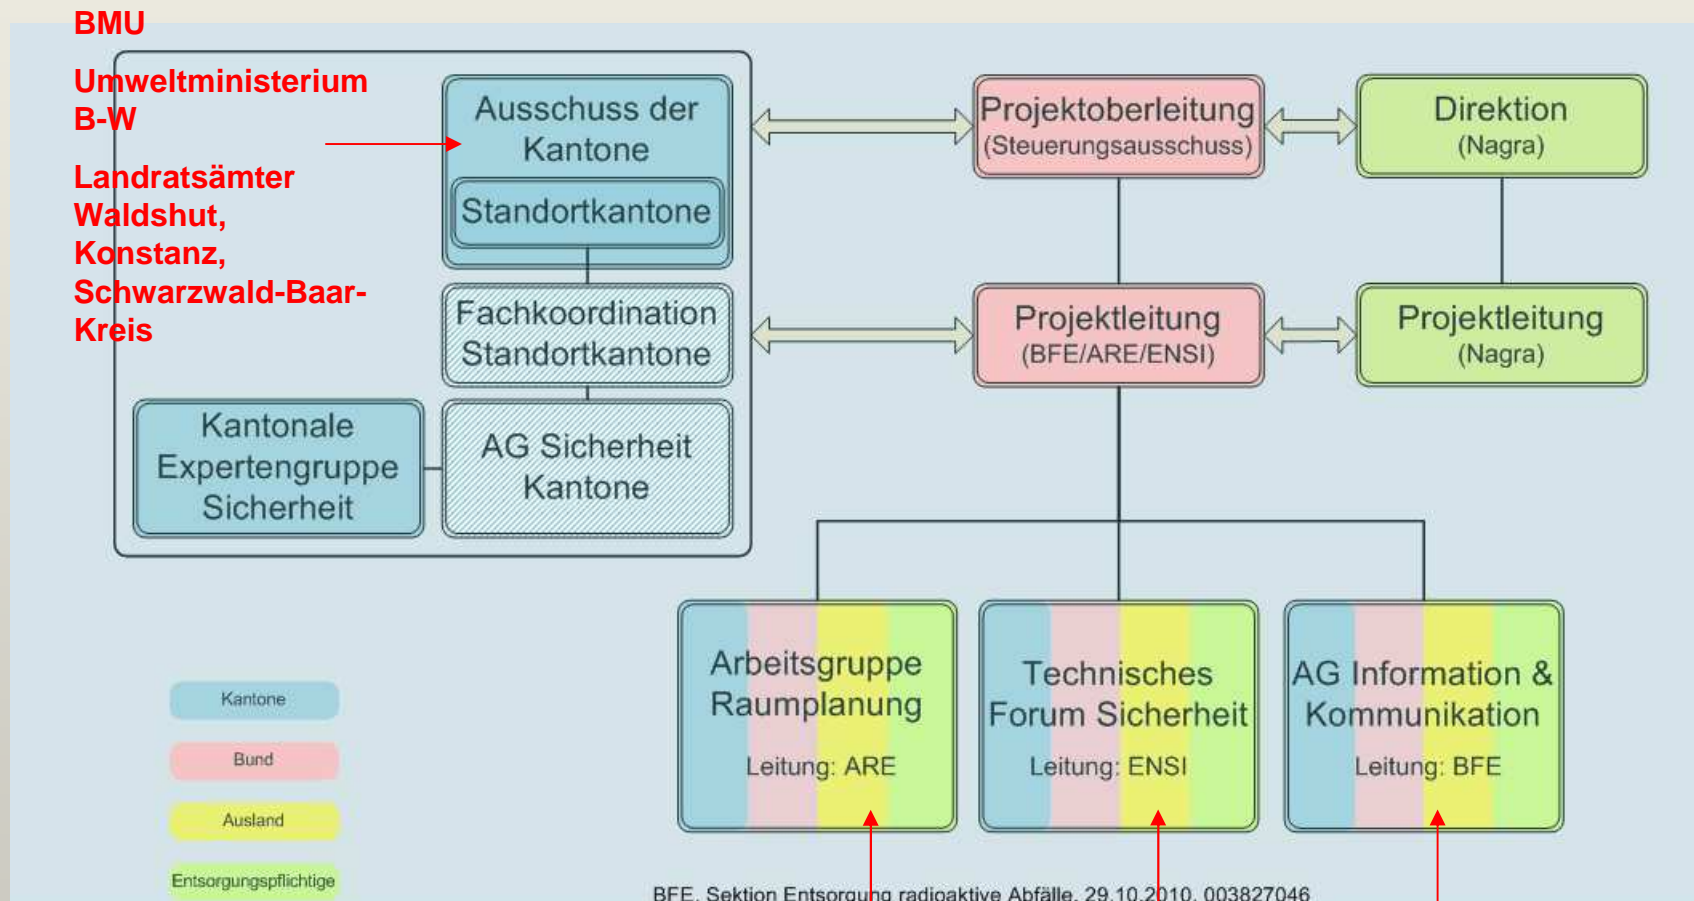 BMU
Umweltministerium
B-W
Landratsämter
Waldshut,
Konstanz,
Schwarzwald-Baar-
Kreis
Ausschuss der
Kantone
Standortkantone
Fachkoordination
Standortkantone
Kantonale
Expertengruppe
Sicherheit
AG Sicherheit
Kantone
Projektoberleitung
(Steuerungsausschuss)
Direktion
(Nagra)
Projektleitung
(BFE/ARE/ENSI)
Projektleitung
(Nagra)
Arbeitsgruppe
Raumplanung
Leitung: ARE
Technisches
Forum Sicherheit
Leitung: ENSI
AG Information &
Kommunikation
Leitung: BFE
Kantone
Bund
Ausland
Entsorgungspflichtige
BFE, Sektion Entsorgung radioaktive Abfälle, 29.10.2010, 003827046